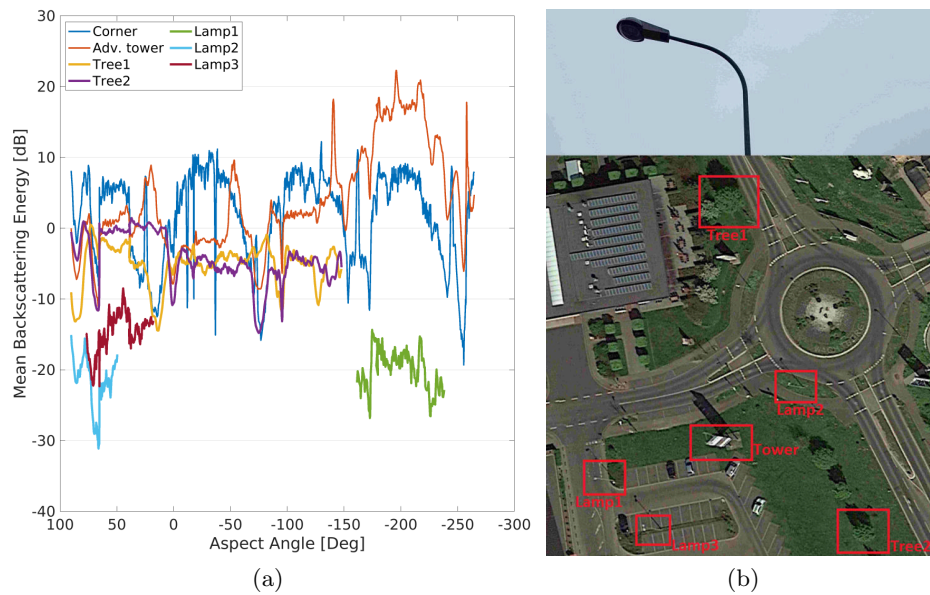 Mean Backscattering Energy [dB]
30
20
10
0
-10
-20
-30
-40
100
50
0
-50
-100
-150
-200
-250
-300
Aspect Angle [Deg]
Corner
Adv. tower
Tree1
Tree2
Lamp1
Lamp2
Lamp3
(a)
Tree1
Lamp2
Tower
Lamp1
Lamp3
Tree2
(b)